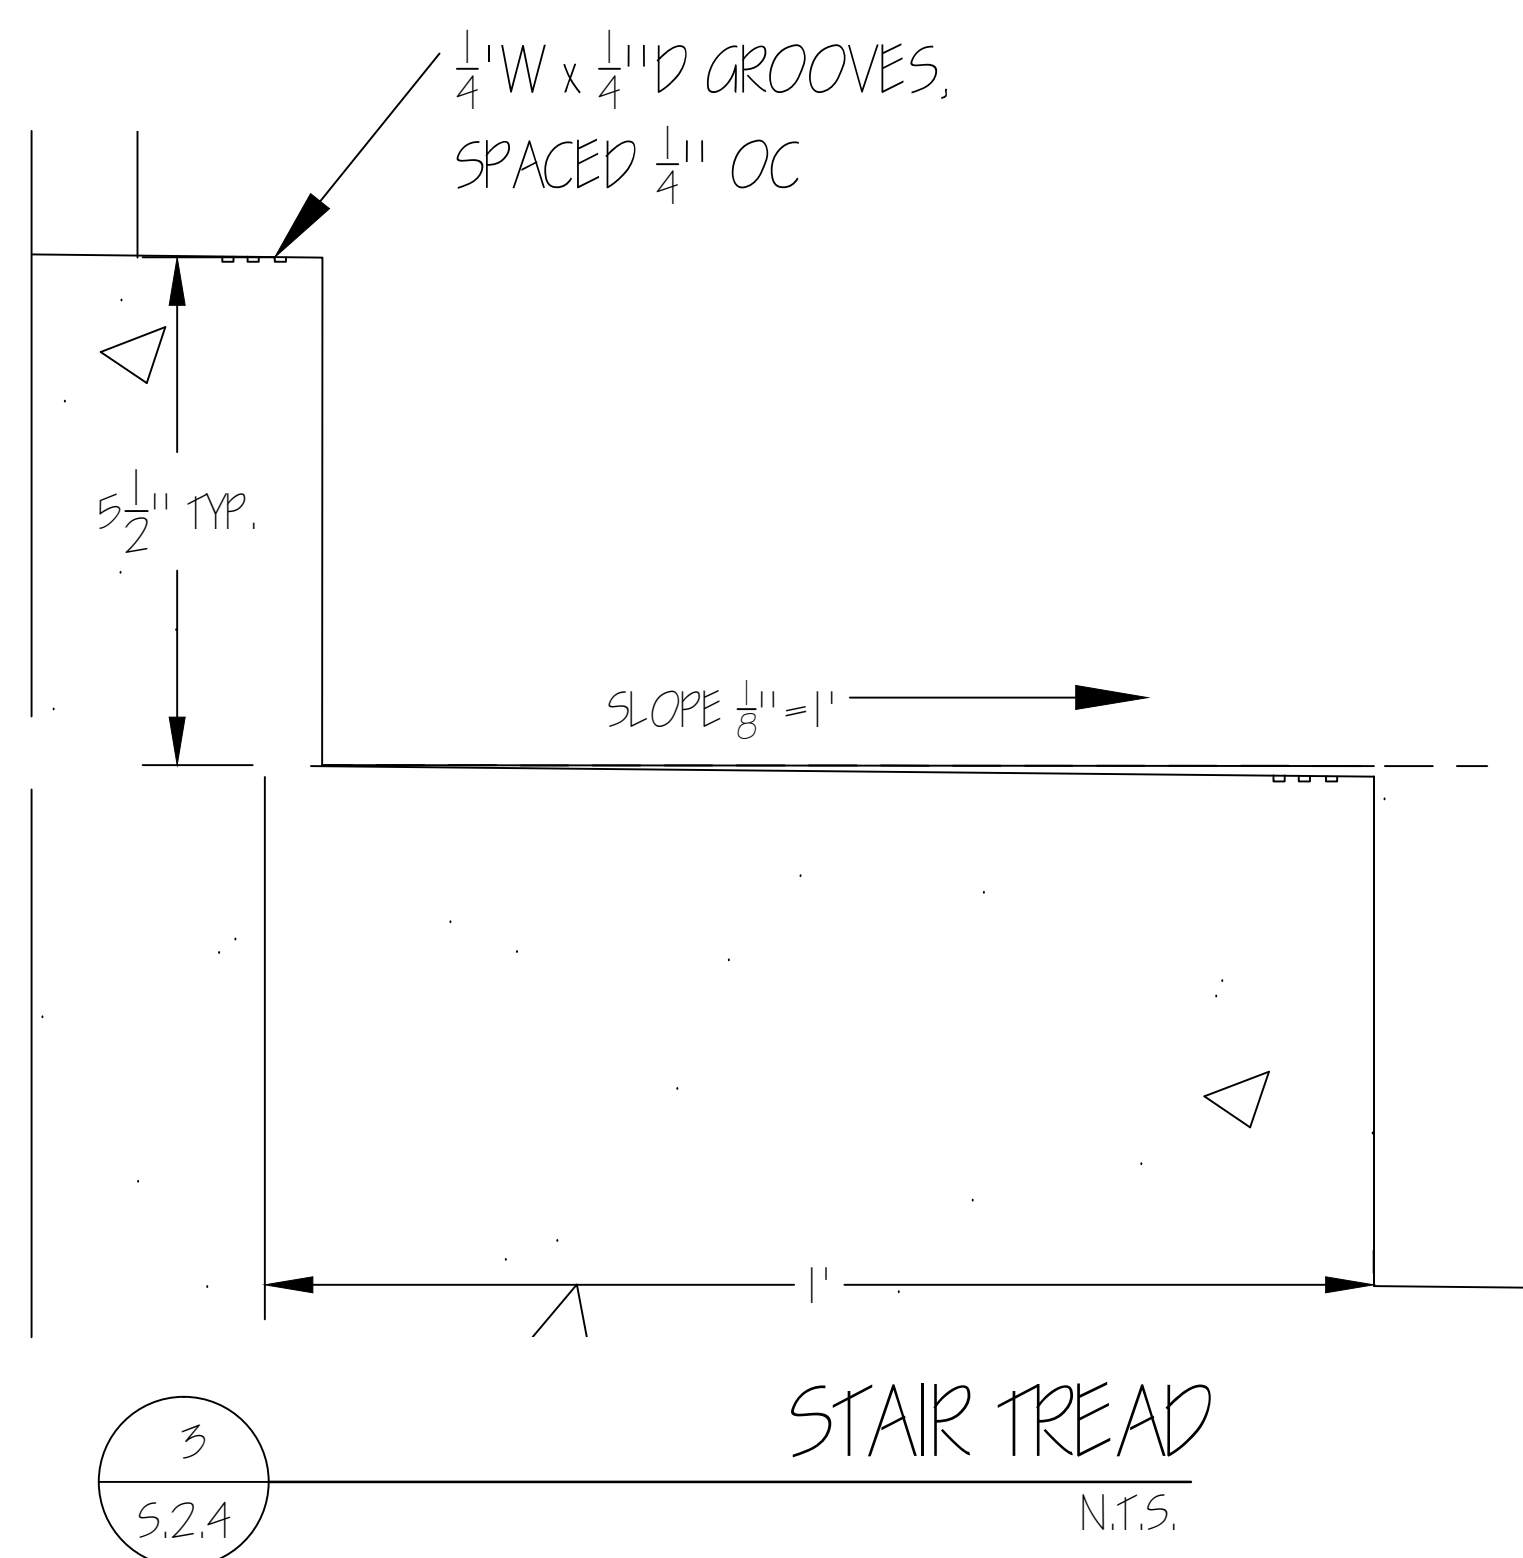 1/4'W x 1/4"D GROOVES,
SPACED 1/4" OC
5 1/2" TYP.
SLOPE 1/8"=1'
1'
STAIR TREAD
N.T.S.
3
S.2.4